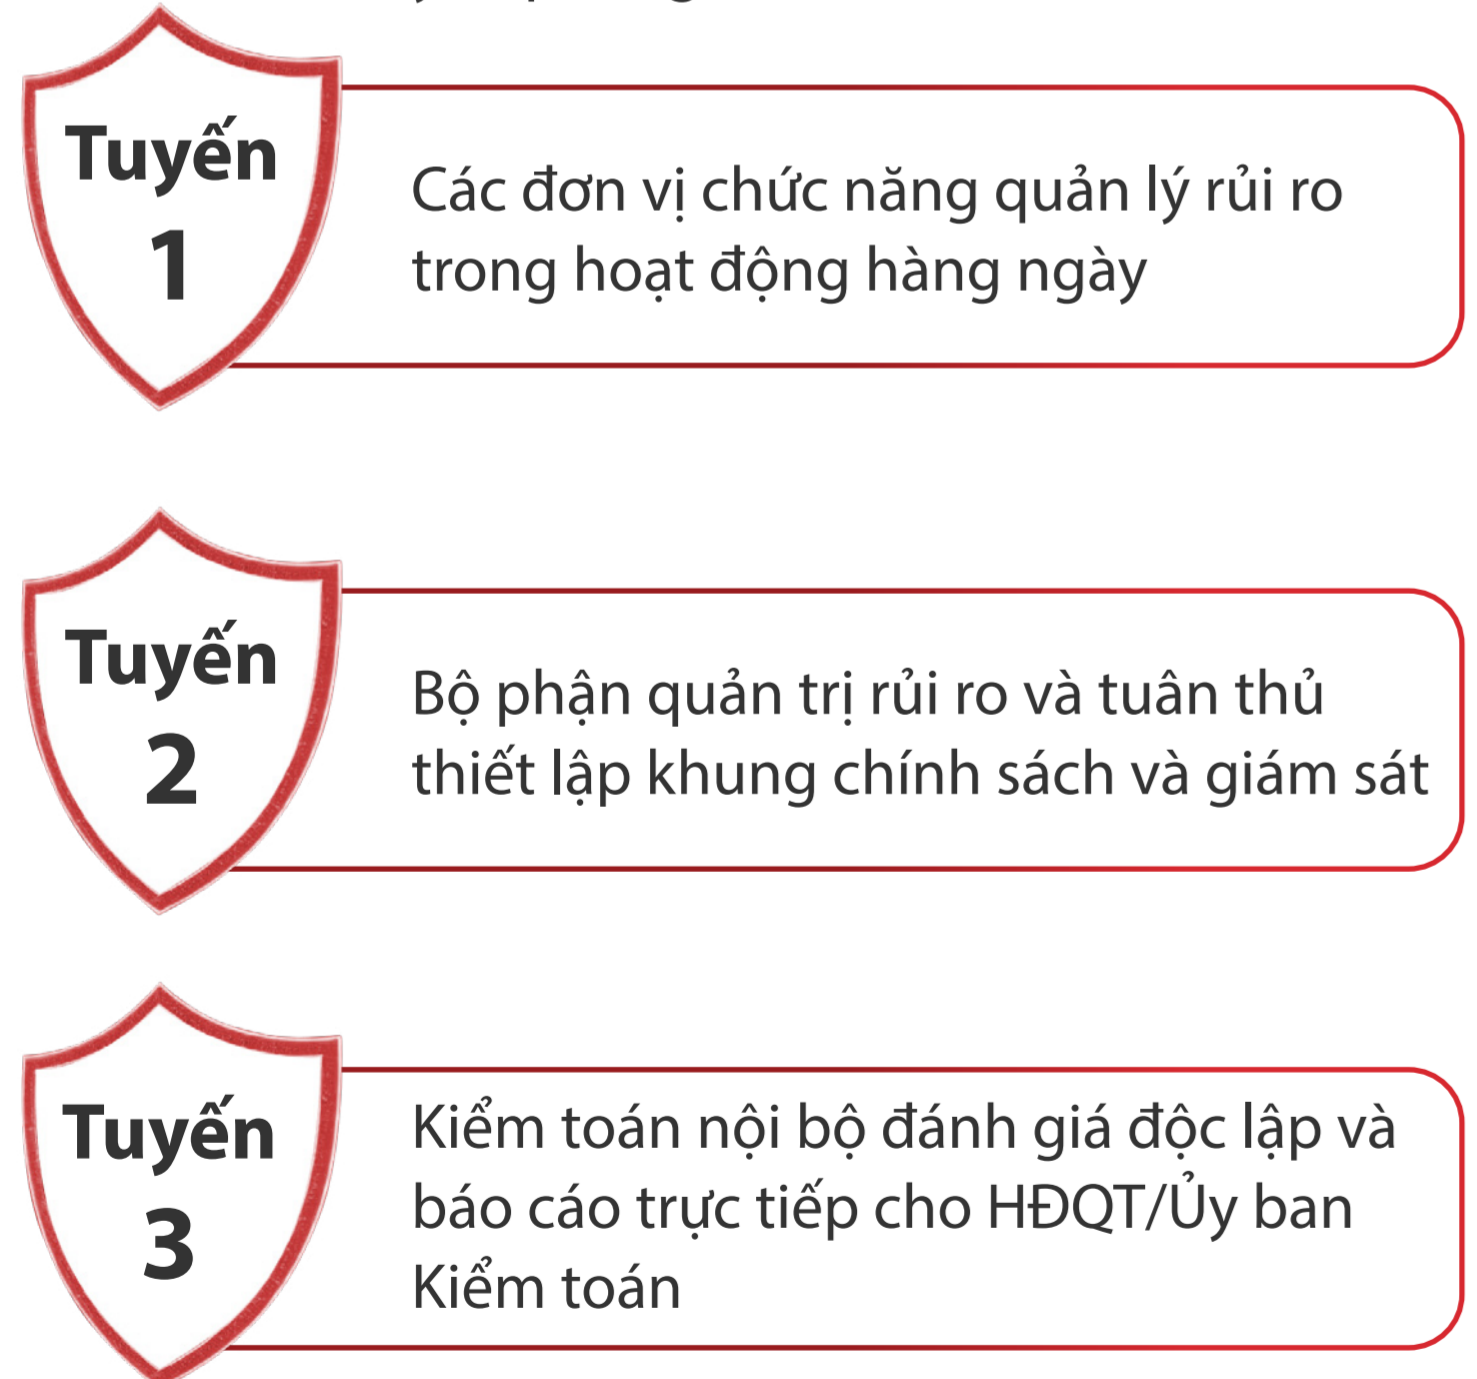 Tuyến
1
Các đơn vị chức năng quản lý rủi ro
trong hoạt động hàng ngày
Tuyến
2
Bộ phận quản trị rủi ro và tuân thủ
thiết lập khung chính sách và giám sát
Tuyến
3
Kiểm toán nội bộ đánh giá độc lập và
báo cáo trực tiếp cho HĐQT/Ủy ban
Kiểm toán